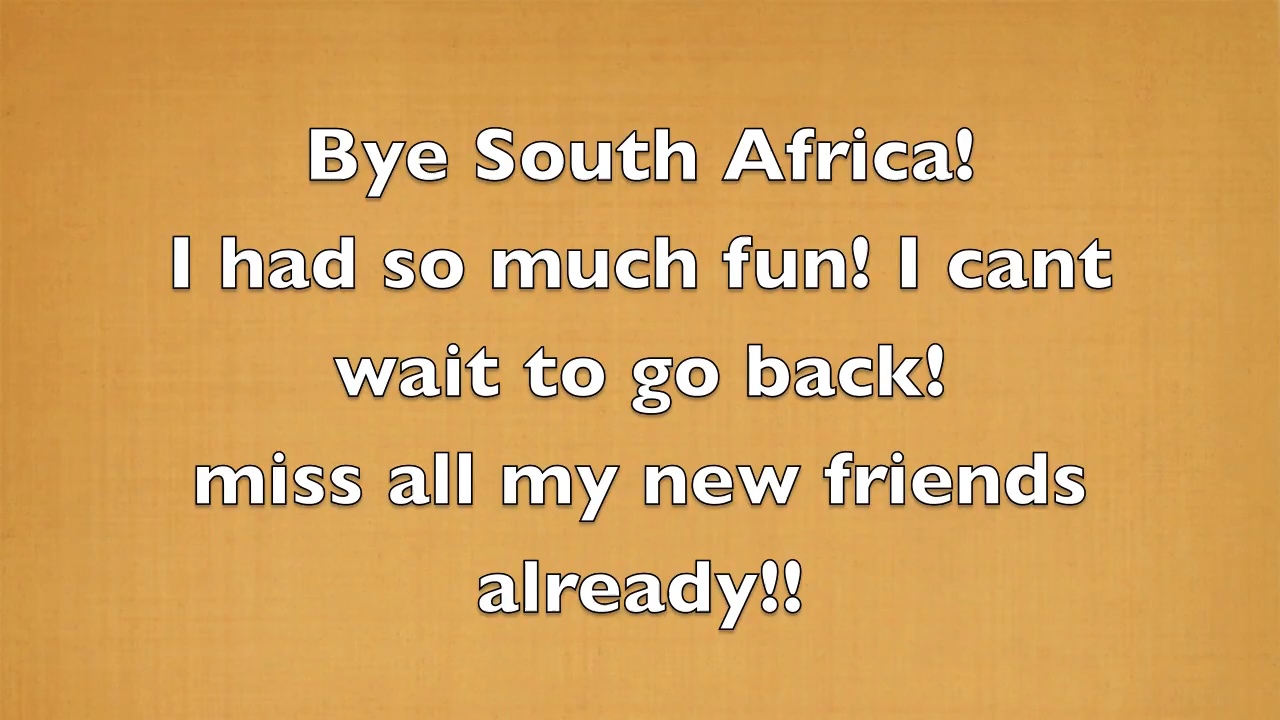 Bye South Africa!
I had so much fun! I cant
wait to go back!
miss all my new friends
already!!